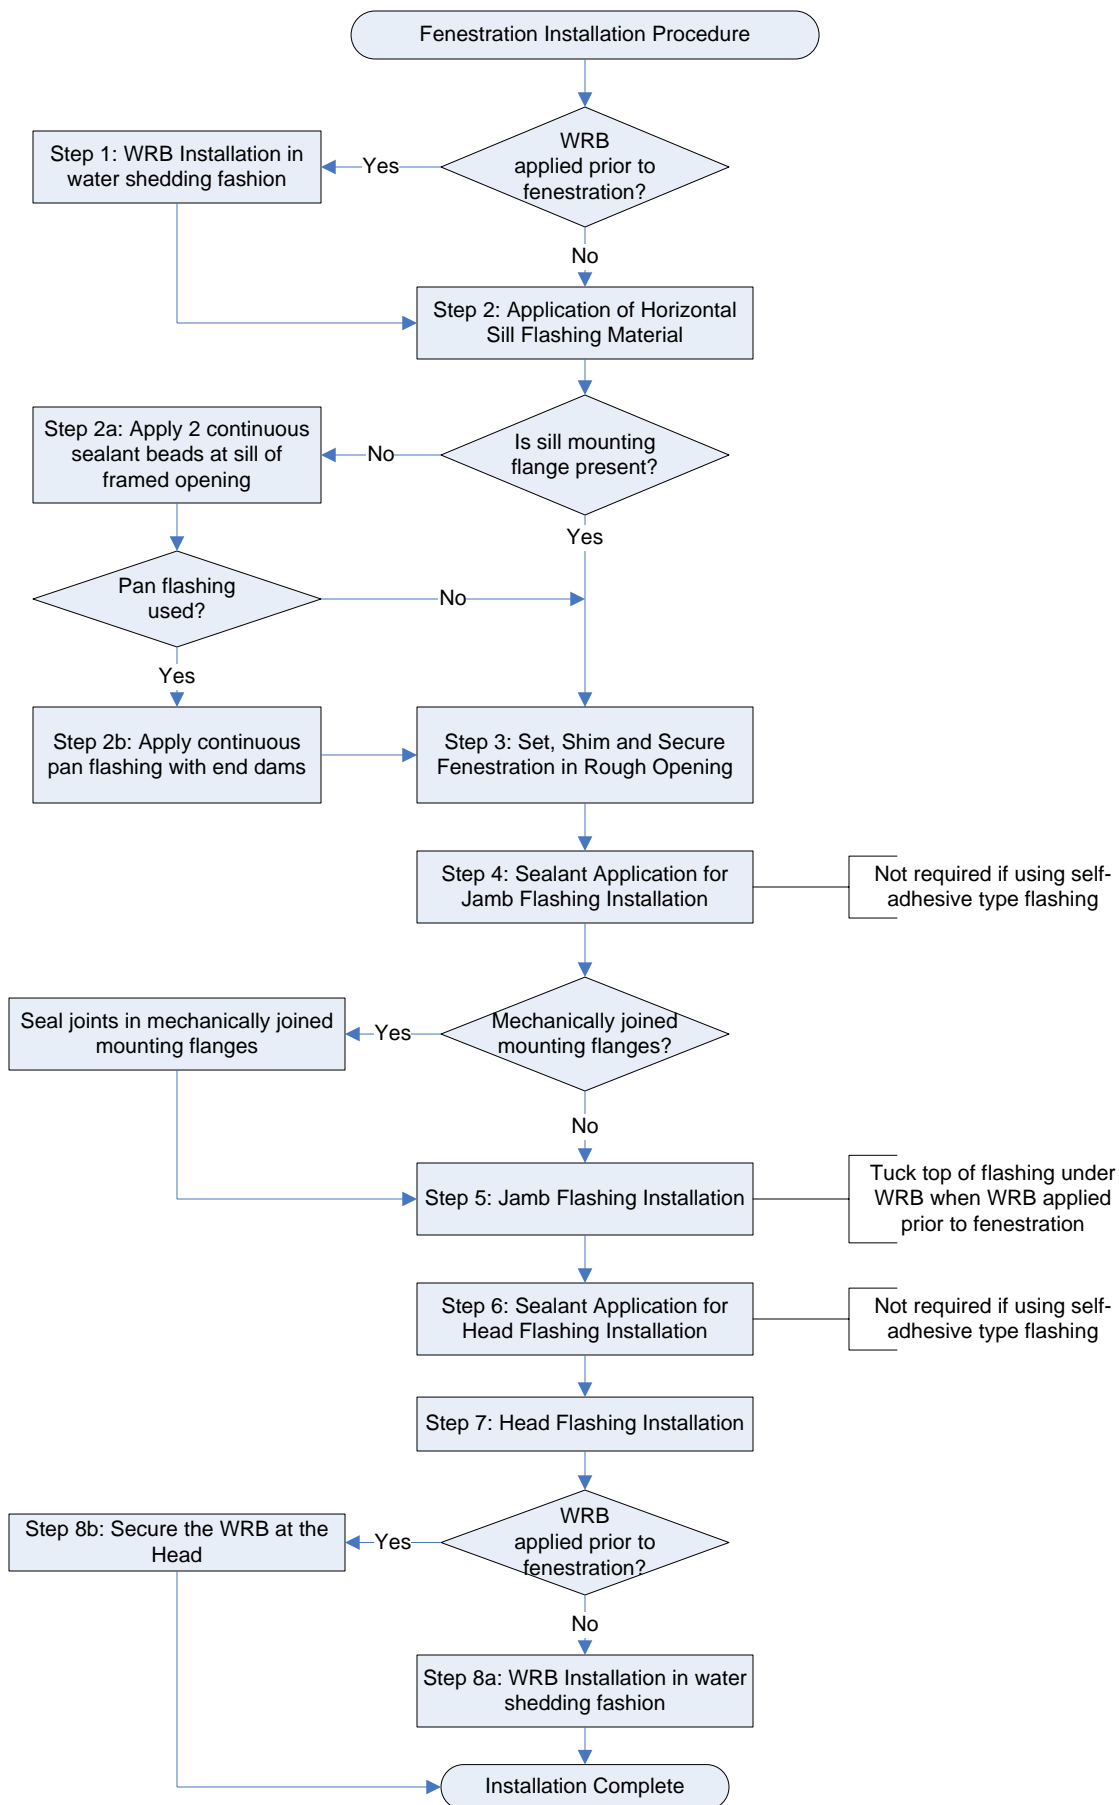 Fenestration Installation Procedure
WRB
applied prior to
fenestration?
Yes
Step 1: WRB Installation in
water shedding fashion
No
Step 2: Application of Horizontal
Sill Flashing Material
Is sill mounting
flange present?
No
Step 2a: Apply 2 continuous
sealant beads at sill of
framed opening
Yes
Pan flashing
used?
No
Yes
Step 2b: Apply continuous
pan flashing with end dams
Step 3: Set, Shim and Secure
Fenestration in Rough Opening
Step 4: Sealant Application for
Jamb Flashing Installation
Not required if using self-
adhesive type flashing
Mechanically joined
mounting flanges?
Yes
Seal joints in mechanically joined
mounting flanges
No
Step 5: Jamb Flashing Installation
Tuck top of flashing under
WRB when WRB applied
prior to fenestration
Step 6: Sealant Application for
Head Flashing Installation
Not required if using self-
adhesive type flashing
Step 7: Head Flashing Installation
WRB
applied prior to
fenestration?
Yes
Step 8b: Secure the WRB at the
Head
No
Step 8a: WRB Installation in water
shedding fashion
Installation Complete